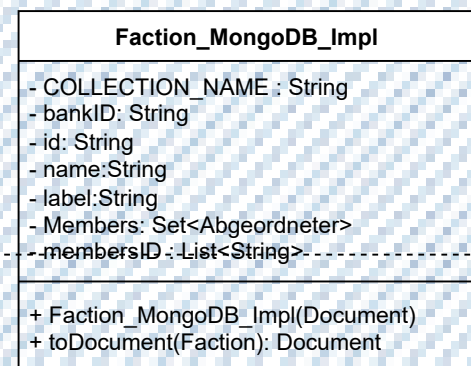 Faction_MongoDB_Impl
- COLLECTION_NAME : String
- bankID: String
- id: String
- name:String
- label:String
- Members: Set<Abgeordneter>
- membersID : List<String>
+ Faction_MongoDB_Impl(Document)
+ toDocument(Faction): Document